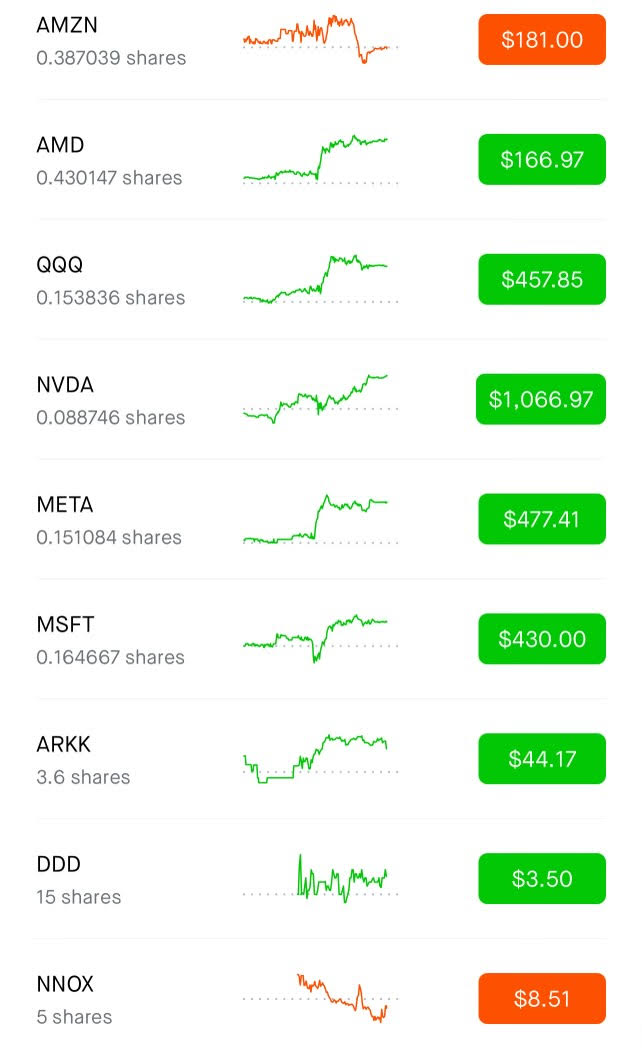 AMZN
$181.00
0.387039 shares
AMD
$166.97
0.430147 shares
QQQ
$457.85
0.153836 shares
NVDA
$1,066.97
0.088746 shares
META
$477.41
0.151084 shares
MSFT
$430.00
0.164667 shares
ARKK
$44.17
3.6 shares
DDD
$3.50
15 shares
NNOX
$8.51
5 shares